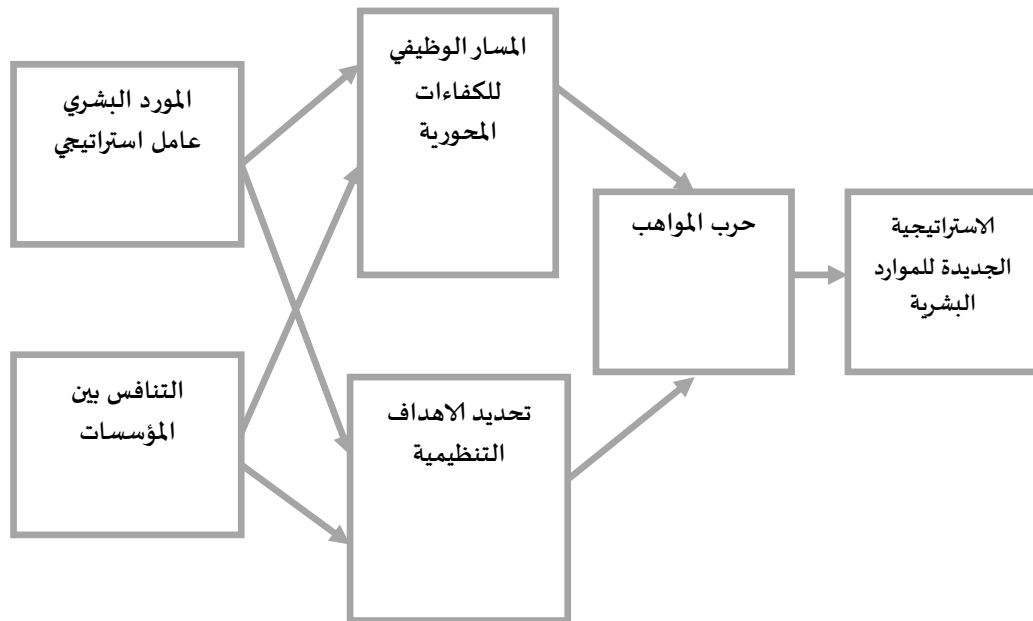 المورد البشري
عامل استراتيجي
المسار الوظيفي
للكفاءات
المحورية
حرب المواهب
الاستراتيجية
الجديدة للموارد
البشرية
التنافس بين
المؤسسات
تحديد الاهداف
التنظيمية